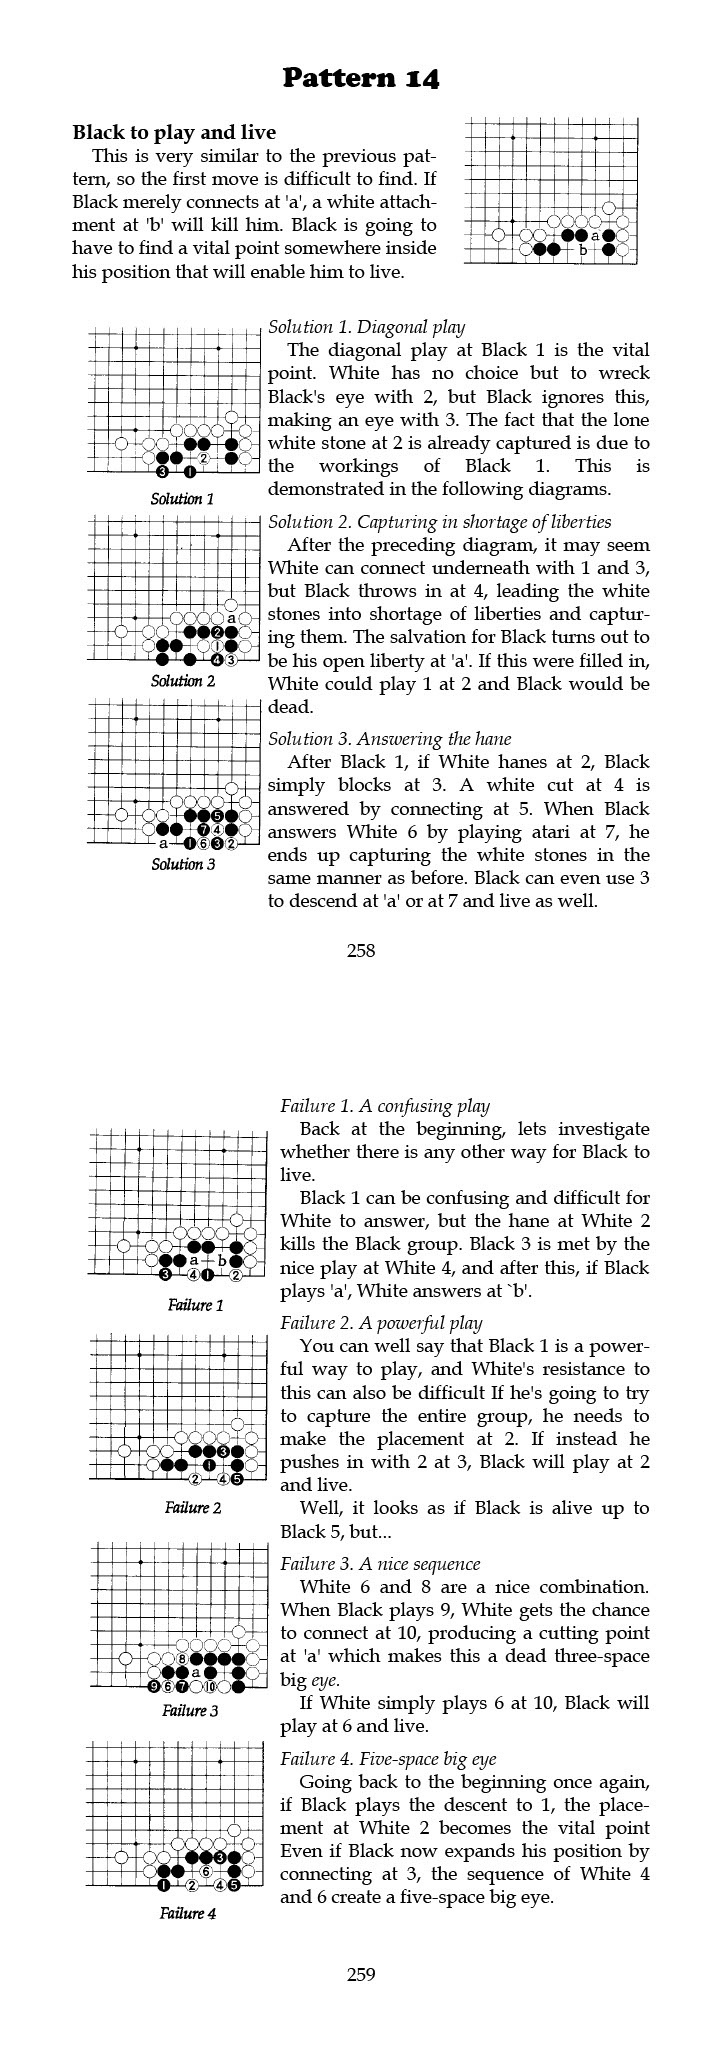 Pattern 14
Black to play and live
This is very similar to the previous pat-
tern, so the first move is difficult to find. If
Black merely connects at 'a', a white attach-
ment at 'b' will kill him. Black is going to
have to find a vital point somewhere inside
his position that will enable him to live.
a
b
Solution 1. Diagonal play
The diagonal play at Black 1 is the vital
point. White has no choice but to wreck
Black's eye with 2, but Black ignores this,
making an eye with 3. The fact that the lone
white stone at 2 is already captured is due to
the workings of Black 1. This is
demonstrated in the following diagrams.
2
3 1
Solution 1
Solution 2. Capturing in shortage of liberties
After the preceding diagram, it may seem
White can connect underneath with 1 and 3,
but Black throws in at 4, leading the white
stones into shortage of liberties and captur-
ing them. The salvation for Black turns out to
be his open liberty at 'a'. If this were filled in,
White could play 1 at 2 and Black would be
dead.
a
2
1
4 3
Solution 2
Solution 3. Answering the hane
After Black 1, if White hanes at 2, Black
simply blocks at 3. A white cut at 4 is
answered by connecting at 5. When Black
answers White 6 by playing atari at 7, he
ends up capturing the white stones in the
same manner as before. Black can even use 3
to descend at 'a' or at 7 and live as well.
5
7 4
a 1 6 3 2
Solution 3
258
Failure 1. A confusing play
Back at the beginning, lets investigate
whether there is any other way for Black to
live.
Black 1 can be confusing and difficult for
White to answer, but the hane at White 2
kills the Black group. Black 3 is met by the
nice play at White 4, and after this, if Black
plays 'a', White answers at `b'.
a b
3 4 1 2
Failure 1
Failure 2. A powerful play
You can well say that Black 1 is a power-
ful way to play, and White's resistance to
this can also be difficult If he's going to try
to capture the entire group, he needs to
make the placement at 2. If instead he
pushes in with 2 at 3, Black will play at 2
and live.
Well, it looks as if Black is alive up to
Black 5, but...
3
1
2 4 5
Failure 2
Failure 3. A nice sequence
White 6 and 8 are a nice combination.
When Black plays 9, White gets the chance
to connect at 10, producing a cutting point
at 'a' which makes this a dead three-space
big eye.
If White simply plays 6 at 10, Black will
play at 6 and live.
8
a
9 6 7 10
Failure 3
Failure 4. Five-space big eye
Going back to the beginning once again,
if Black plays the descent to 1, the place-
ment at White 2 becomes the vital point
Even if Black now expands his position by
connecting at 3, the sequence of White 4
and 6 create a five-space big eye.
3
6
1 2 4 5
Failure 4
259